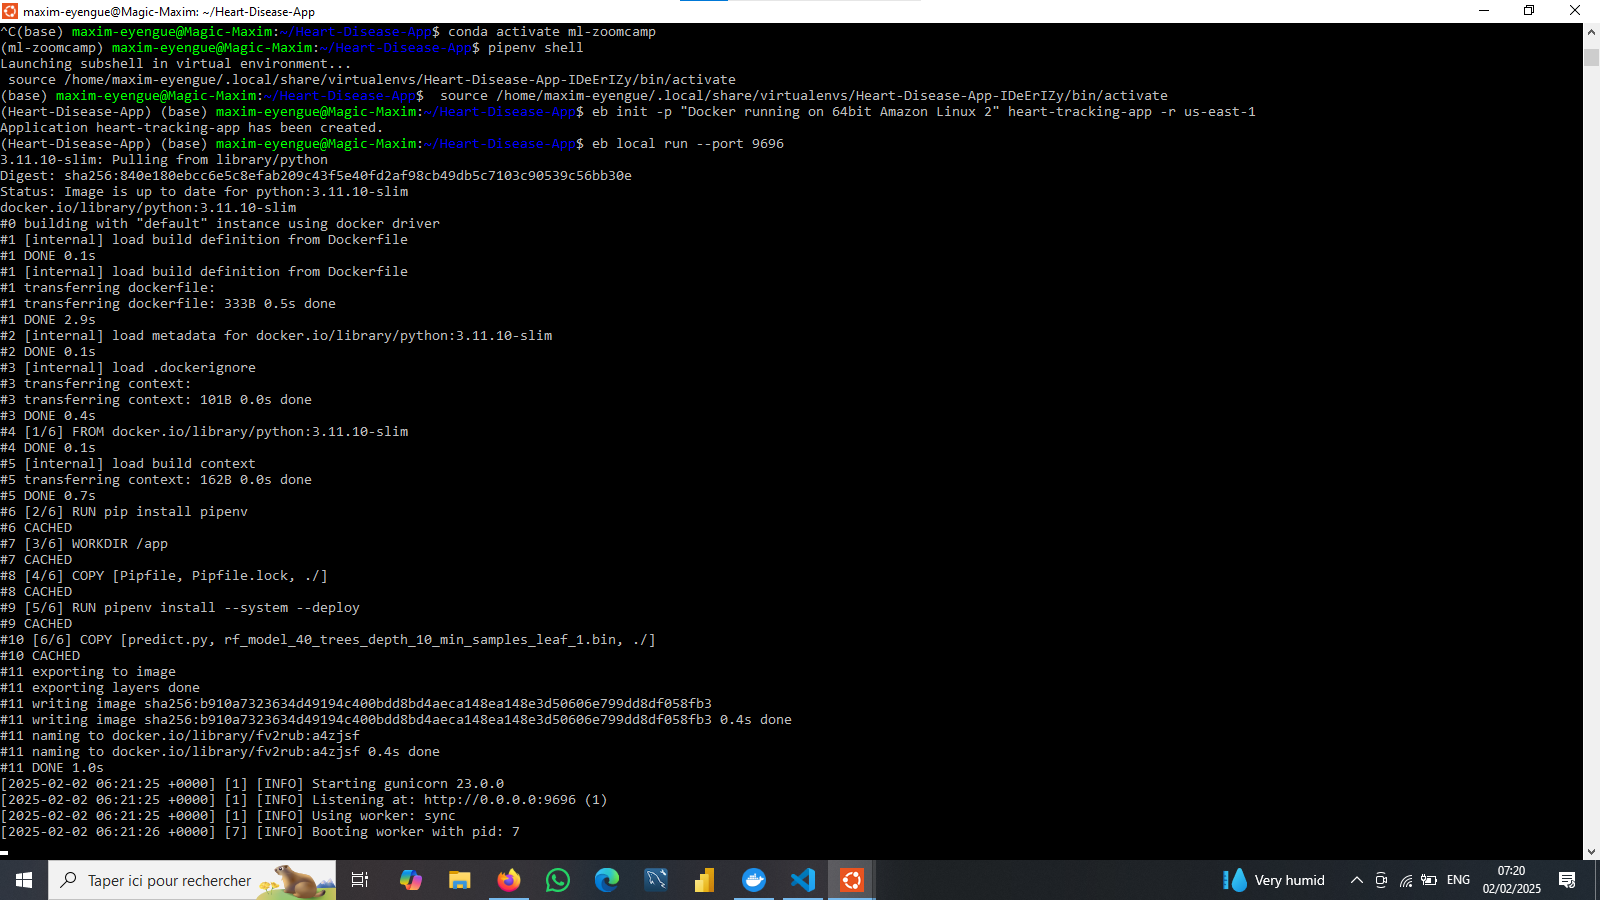 maxim-eyengue@Magic-Maxim: ~/Heart-Disease-App
^C(base) maxim-eyengue@Magic-Maxim:~/Heart-Disease-App$ conda activate ml-zoomcamp
(ml-zoomcamp) maxim-eyengue@Magic-Maxim:~/Heart-Disease-App$ pipenv shell
Launching subshell in virtual environment...
 source /home/maxim-eyengue/.local/share/virtualenvs/Heart-Disease-App-IDeErIZy/bin/activate
(base) maxim-eyengue@Magic-Maxim:~/Heart-Disease-App$  source /home/maxim-eyengue/.local/share/virtualenvs/Heart-Disease-App-IDeErIZy/bin/activate
(Heart-Disease-App) (base) maxim-eyengue@Magic-Maxim:~/Heart-Disease-App$ eb init -p "Docker running on 64bit Amazon Linux 2" heart-tracking-app -r us-east-1
Application heart-tracking-app has been created.
(Heart-Disease-App) (base) maxim-eyengue@Magic-Maxim:~/Heart-Disease-App$ eb local run --port 9696
3.11.10-slim: Pulling from library/python
Digest: sha256:840e180ebcc6e5c8efab209c43f5e40fd2af98cb49db5c7103c90539c56bb30e
Status: Image is up to date for python:3.11.10-slim
docker.io/library/python:3.11.10-slim
#0 building with "default" instance using docker driver
#1 [internal] load build definition from Dockerfile
#1 DONE 0.1s
#1 [internal] load build definition from Dockerfile
#1 transferring dockerfile:
#1 transferring dockerfile: 333B 0.5s done
#1 DONE 2.9s
#2 [internal] load metadata for docker.io/library/python:3.11.10-slim
#2 DONE 0.1s
#3 [internal] load .dockerignore
#3 transferring context:
#3 transferring context: 101B 0.0s done
#3 DONE 0.4s
#4 [1/6] FROM docker.io/library/python:3.11.10-slim
#4 DONE 0.1s
#5 [internal] load build context
#5 transferring context: 162B 0.0s done
#5 DONE 0.7s
#6 [2/6] RUN pip install pipenv
#6 CACHED
#7 [3/6] WORKDIR /app
#7 CACHED
#8 [4/6] COPY [Pipfile, Pipfile.lock, ./]
#8 CACHED
#9 [5/6] RUN pipenv install --system --deploy
#9 CACHED
#10 [6/6] COPY [predict.py, rf_model_40_trees_depth_10_min_samples_leaf_1.bin, ./]
#10 CACHED
#11 exporting to image
#11 exporting layers done
#11 writing image sha256:b910a7323634d49194c400bdd8bd4aeca148ea148e3d50606e799dd8df058fb3
#11 writing image sha256:b910a7323634d49194c400bdd8bd4aeca148ea148e3d50606e799dd8df058fb3 0.4s done
#11 naming to docker.io/library/fv2rub:a4zjsf
#11 naming to docker.io/library/fv2rub:a4zjsf 0.4s done
#11 DONE 1.0s
[2025-02-02 06:21:25 +0000] [1] [INFO] Starting gunicorn 23.0.0
[2025-02-02 06:21:25 +0000] [1] [INFO] Listening at: http://0.0.0.0:9696 (1)
[2025-02-02 06:21:25 +0000] [1] [INFO] Using worker: sync
[2025-02-02 06:21:26 +0000] [7] [INFO] Booting worker with pid: 7
Taper ici pour rechercher
Very humid
ENG
07:20
02/02/2025